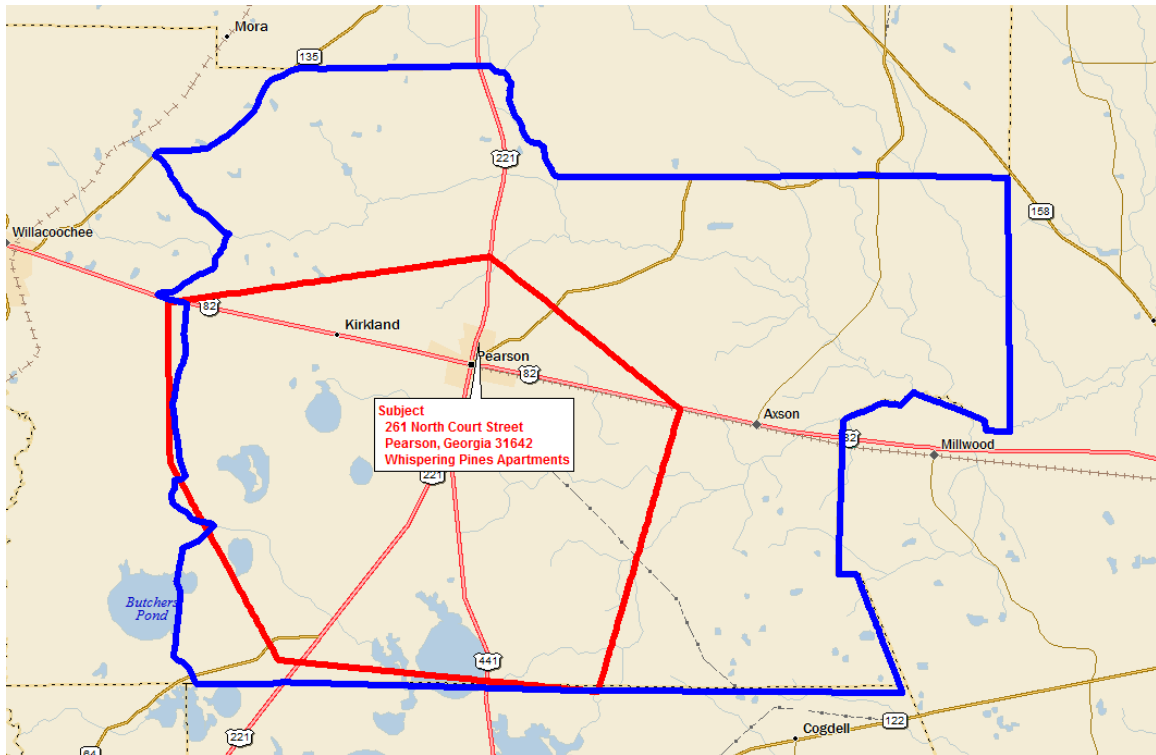 Mora
135
221
158
Willacoochee
82
Kirkland
Pearson
82
Subject
261 North Court Street
Pearson, Georgia 31642
Whispering Pines Apartments
Axson
82
Millwood
221
Butchers
Pond
441
122
221
Cogdell
64